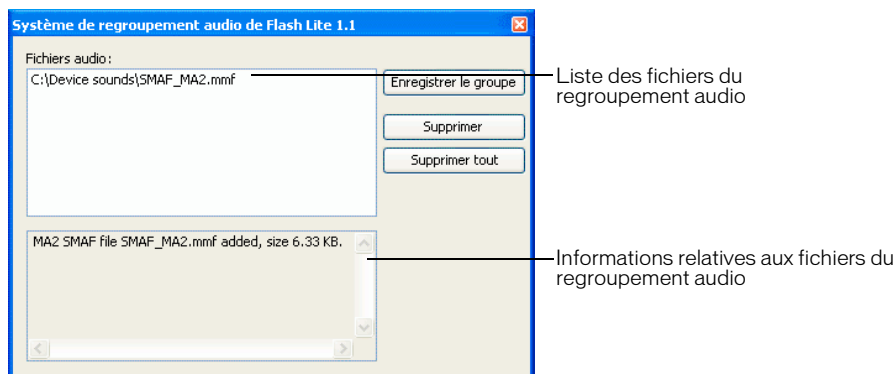 Système de regroupement audio de Flash Lite 1.1
Fichiers audio:
C:\Device sounds\SMAF_MA2.mmf
Enregistrer le groupe
Supprimer
Supprimer tout
Liste des fichiers du
regroupement audio
MA2 SMAF file SMAF_MA2.mmf added, size 6.33 KB.
Informations relatives aux fichiers du
regroupement audio